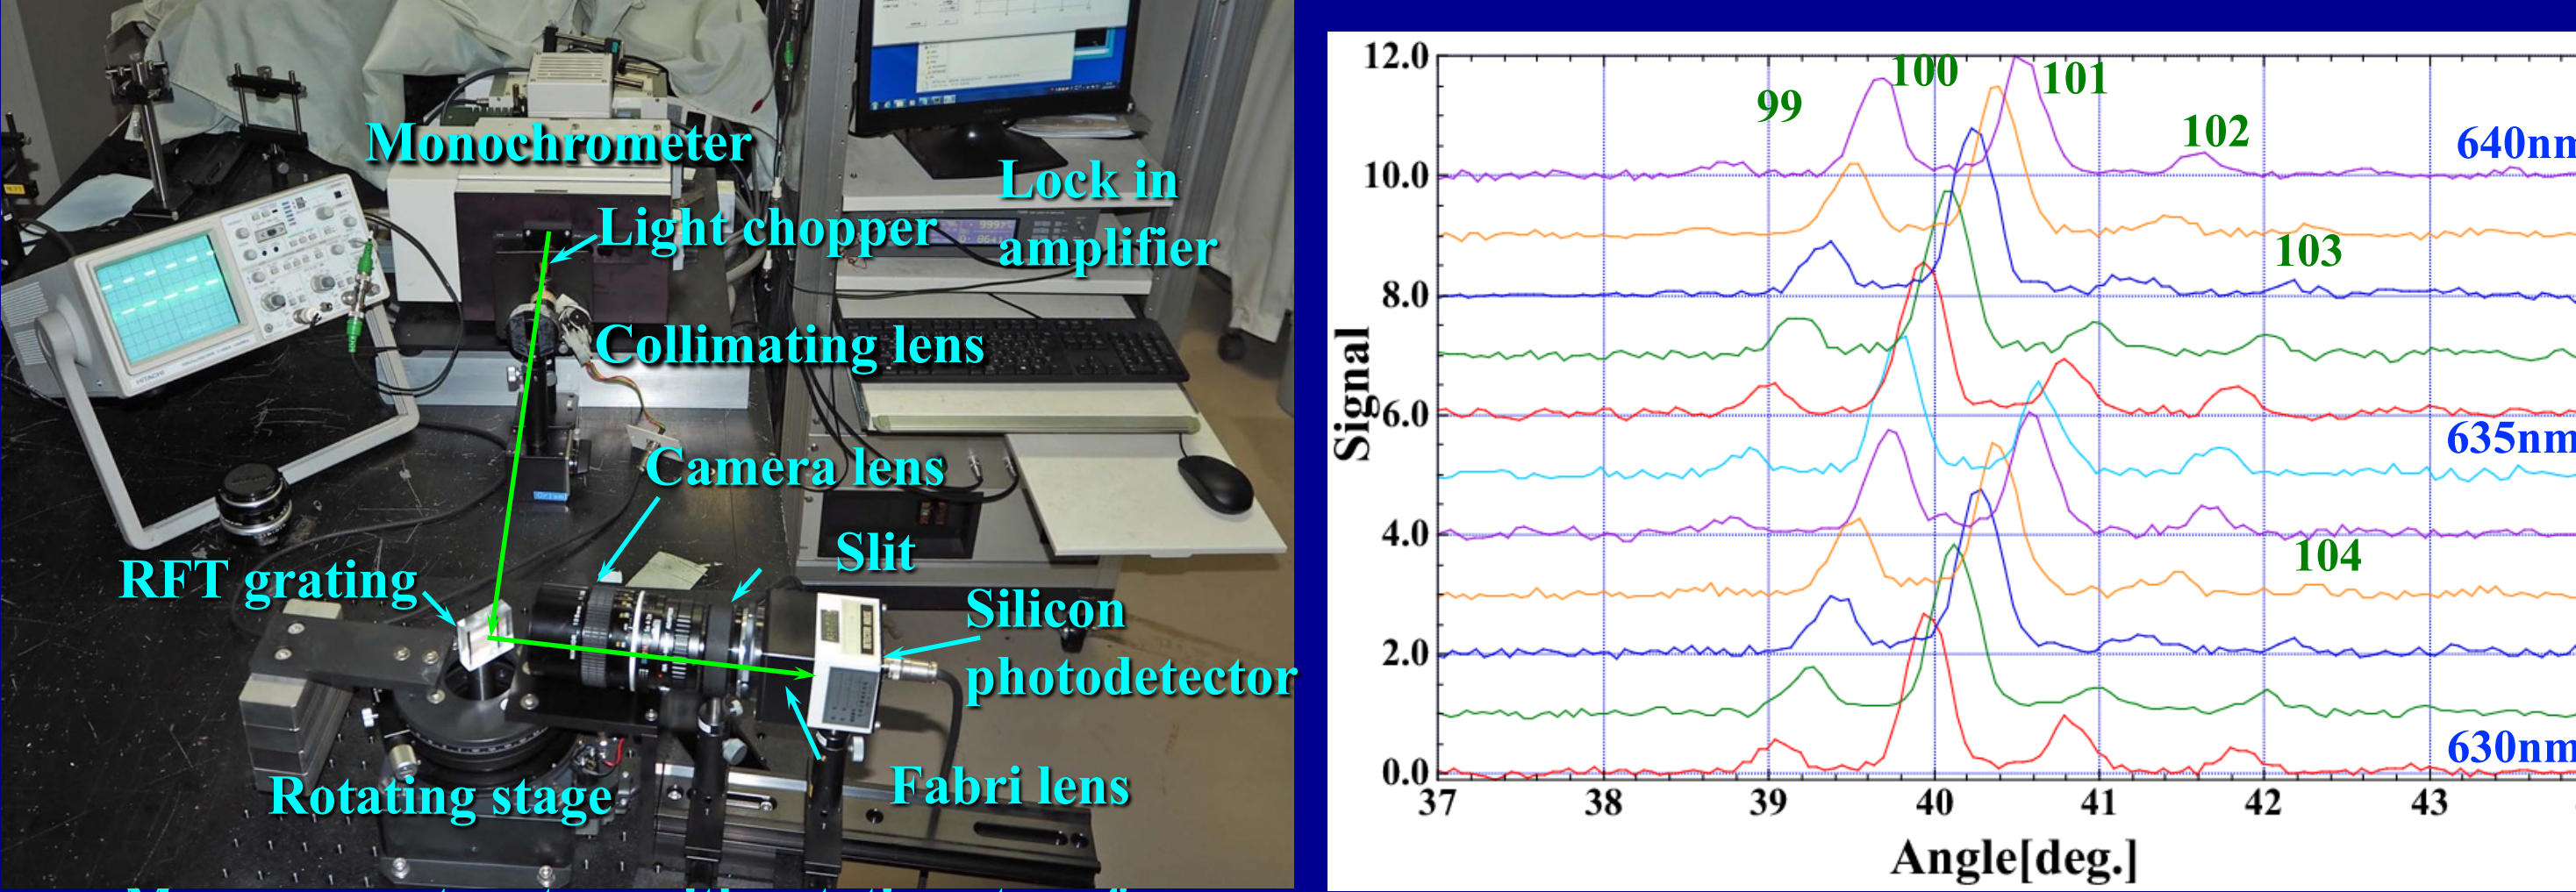 Monochrometer
Light chopper
Lock in
amplifier
Collimating lens
Camera lens
Slit
RFT grating
Silicon
photodetector
Fabri lens
Rotating stage
HITACHI
12.0
10.0
8.0
6.0
4.0
2.0
0.0
Signal
99
100
101
102
103
104
640nm
635nm
630nm
37
38
39
40
41
42
43
Angle[deg.]